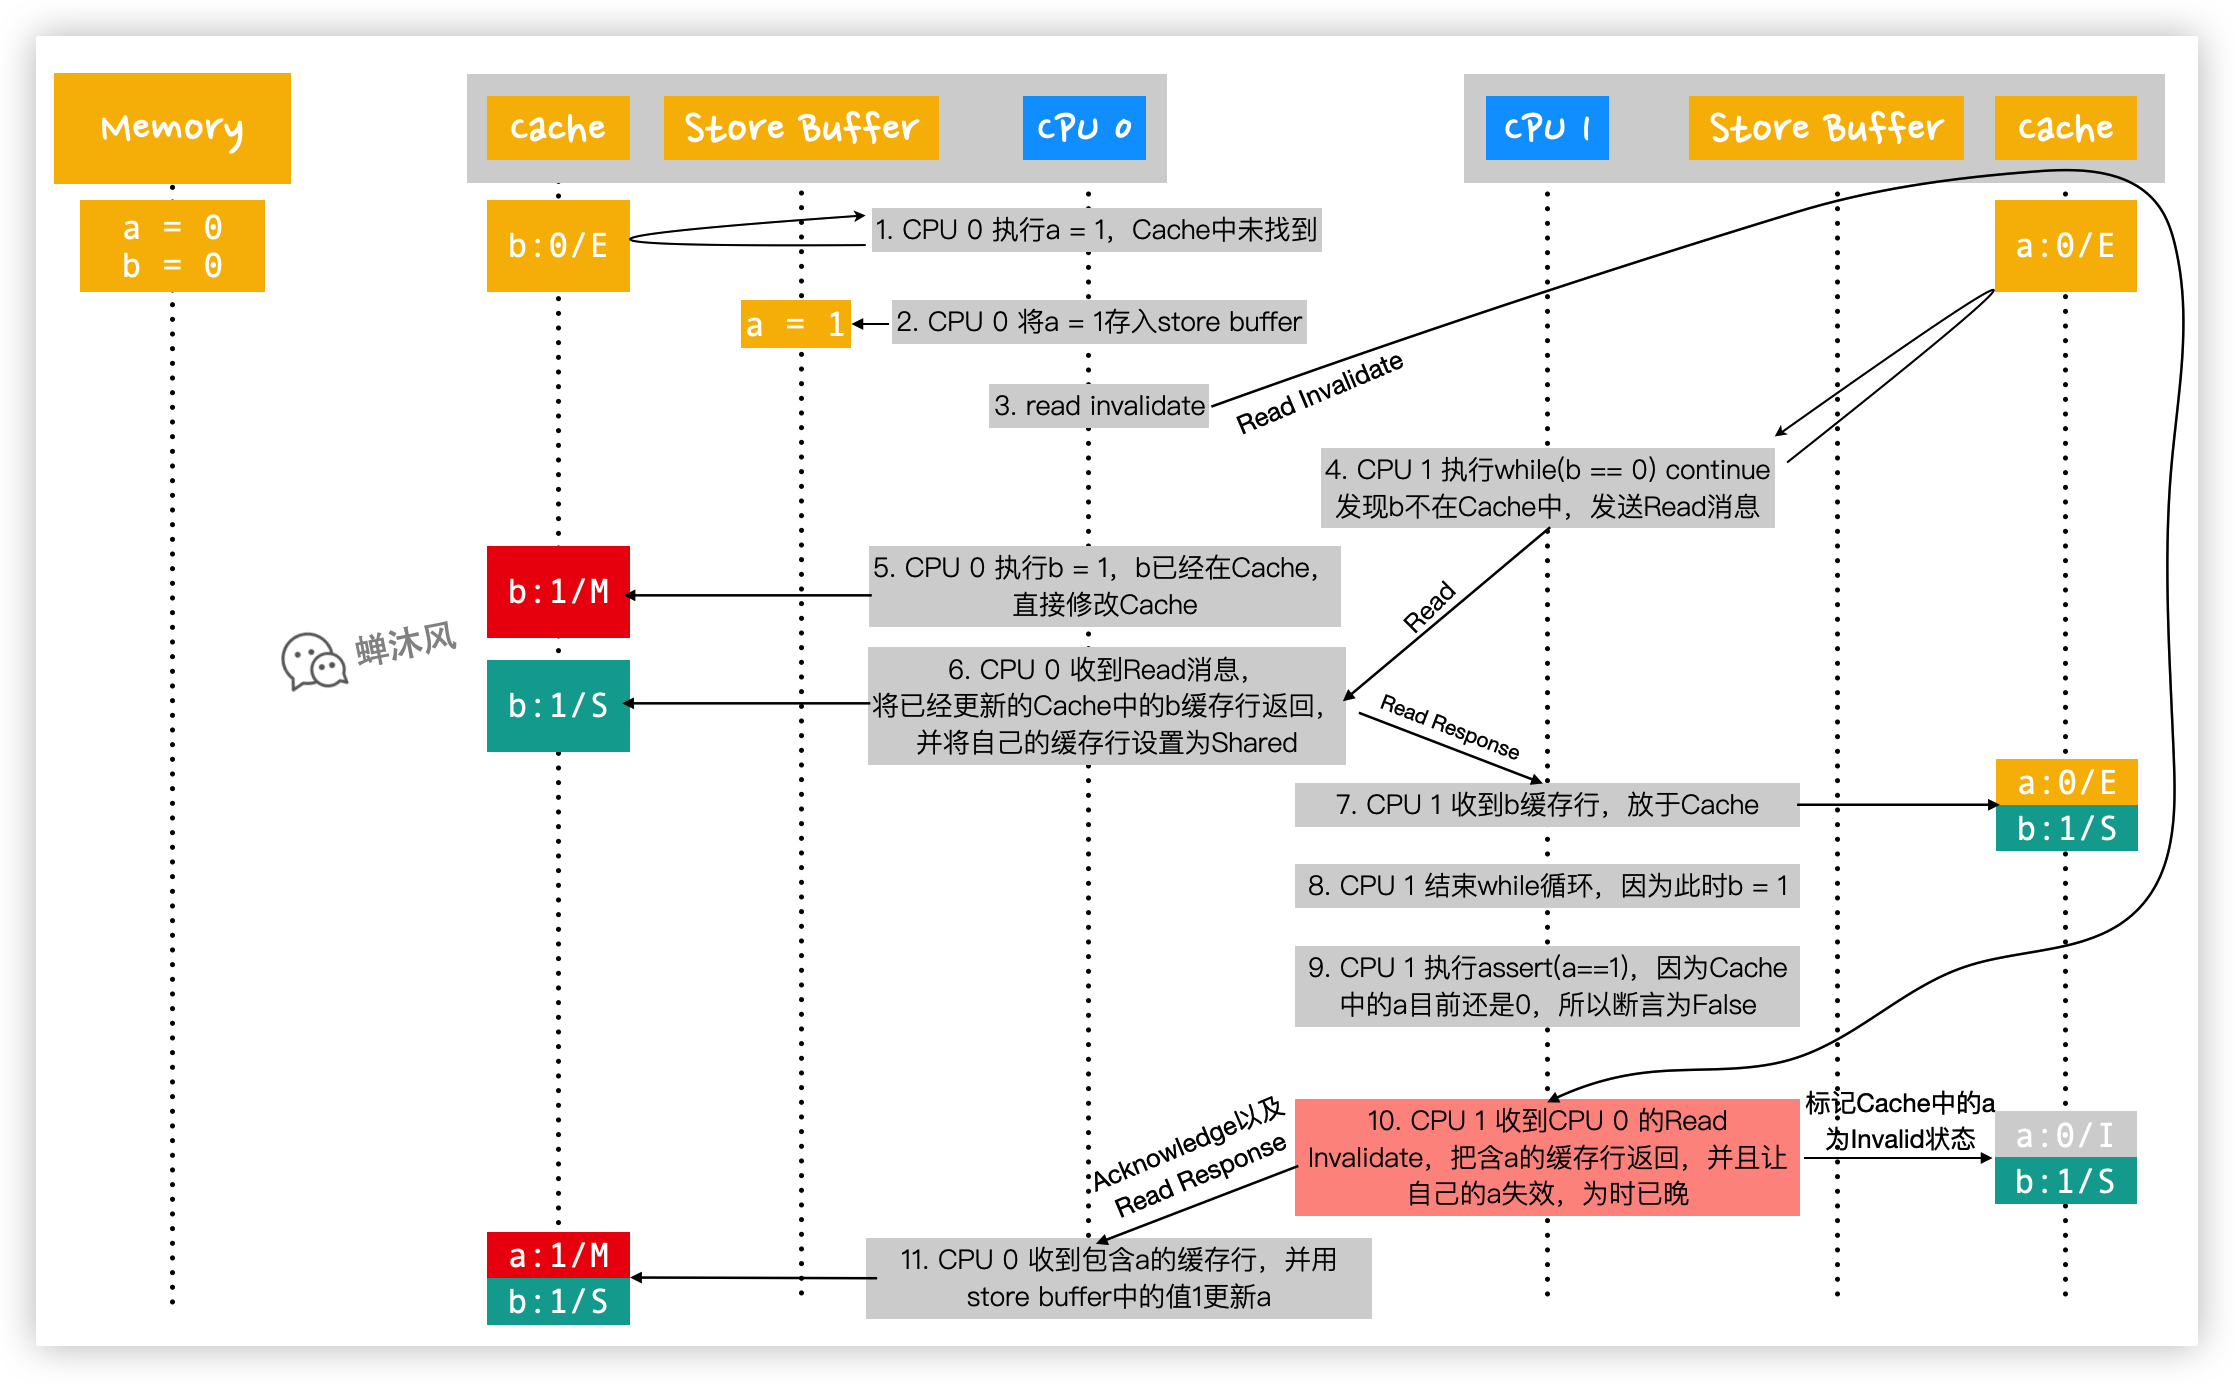 Memory
Cache
Store Buffer
CPU 0
CPU 1
Store Buffer
Cache
a = 0
b = 0
b:0/E
1. CPU 0 执行a = 1，Cache中未找到
a:0/E
a = 1
2. CPU 0 将a = 1存入store buffer
3. read invalidate
Read Invalidate
4. CPU 1 执行while(b == 0) continue
发现b不在Cache中，发送Read消息
b:1/M
5. CPU 0 执行b = 1，b已经在Cache，
直接修改Cache
Read
蝉沐风
b:1/S
6. CPU 0 收到Read消息，
将已经更新的Cache中的b缓存行返回，
并将自己的缓存行设置为Shared
Read Response
7. CPU 1 收到b缓存行，放于Cache
a:0/E
b:1/S
8. CPU 1 结束while循环，因为此时b = 1
9. CPU 1 执行assert(a==1)，因为Cache
中的a目前还是0，所以断言为False
10. CPU 1 收到CPU 0 的Read
Invalidate，把含a的缓存行返回，并且让
自己的a失效，为时已晚
标记Cache中的a
为Invalid状态
a:0/I
b:1/S
Acknowledge以及
Read Response
a:1/M
b:1/S
11. CPU 0 收到包含a的缓存行，并用
store buffer中的值1更新a